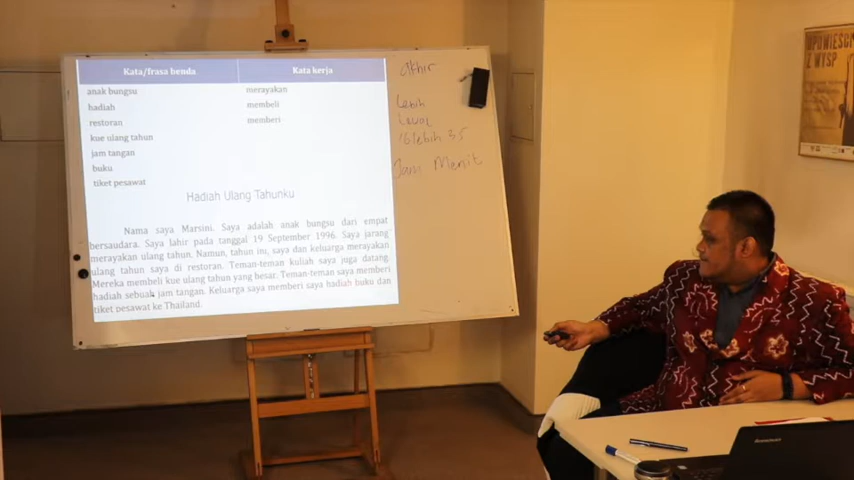 Kata/frasa benda Kata kerja
anak bungsu merayakan
hadiah membeli
restoran memberi
kue ulang tahun
jam tangan
buku
tiket pesawat
Hadiah Ulang Tahunku
Nama saya Marsini. Saya adalah anak bungsu dari empat
bersaudara. Saya lahir pada tanggal 19 September 1996. Saya jarang
merayakan ulang tahun. Namun, tahun ini, saya dan keluarga merayakan
ulang tahun saya di restoran. Teman-teman kuliah saya juga datang.
Mereka membeli kue ulang tahun yang besar. Teman-teman saya memberi
hadiah sebuah jam tangan. Keluarga saya memberi saya hadiah buku dan
tiket pesawat ke Thailand.
akhir
Lebih
Lewat
16 lebih 35
Jam Menit
OPOWIEŚCI
Z WYSP
lenovo